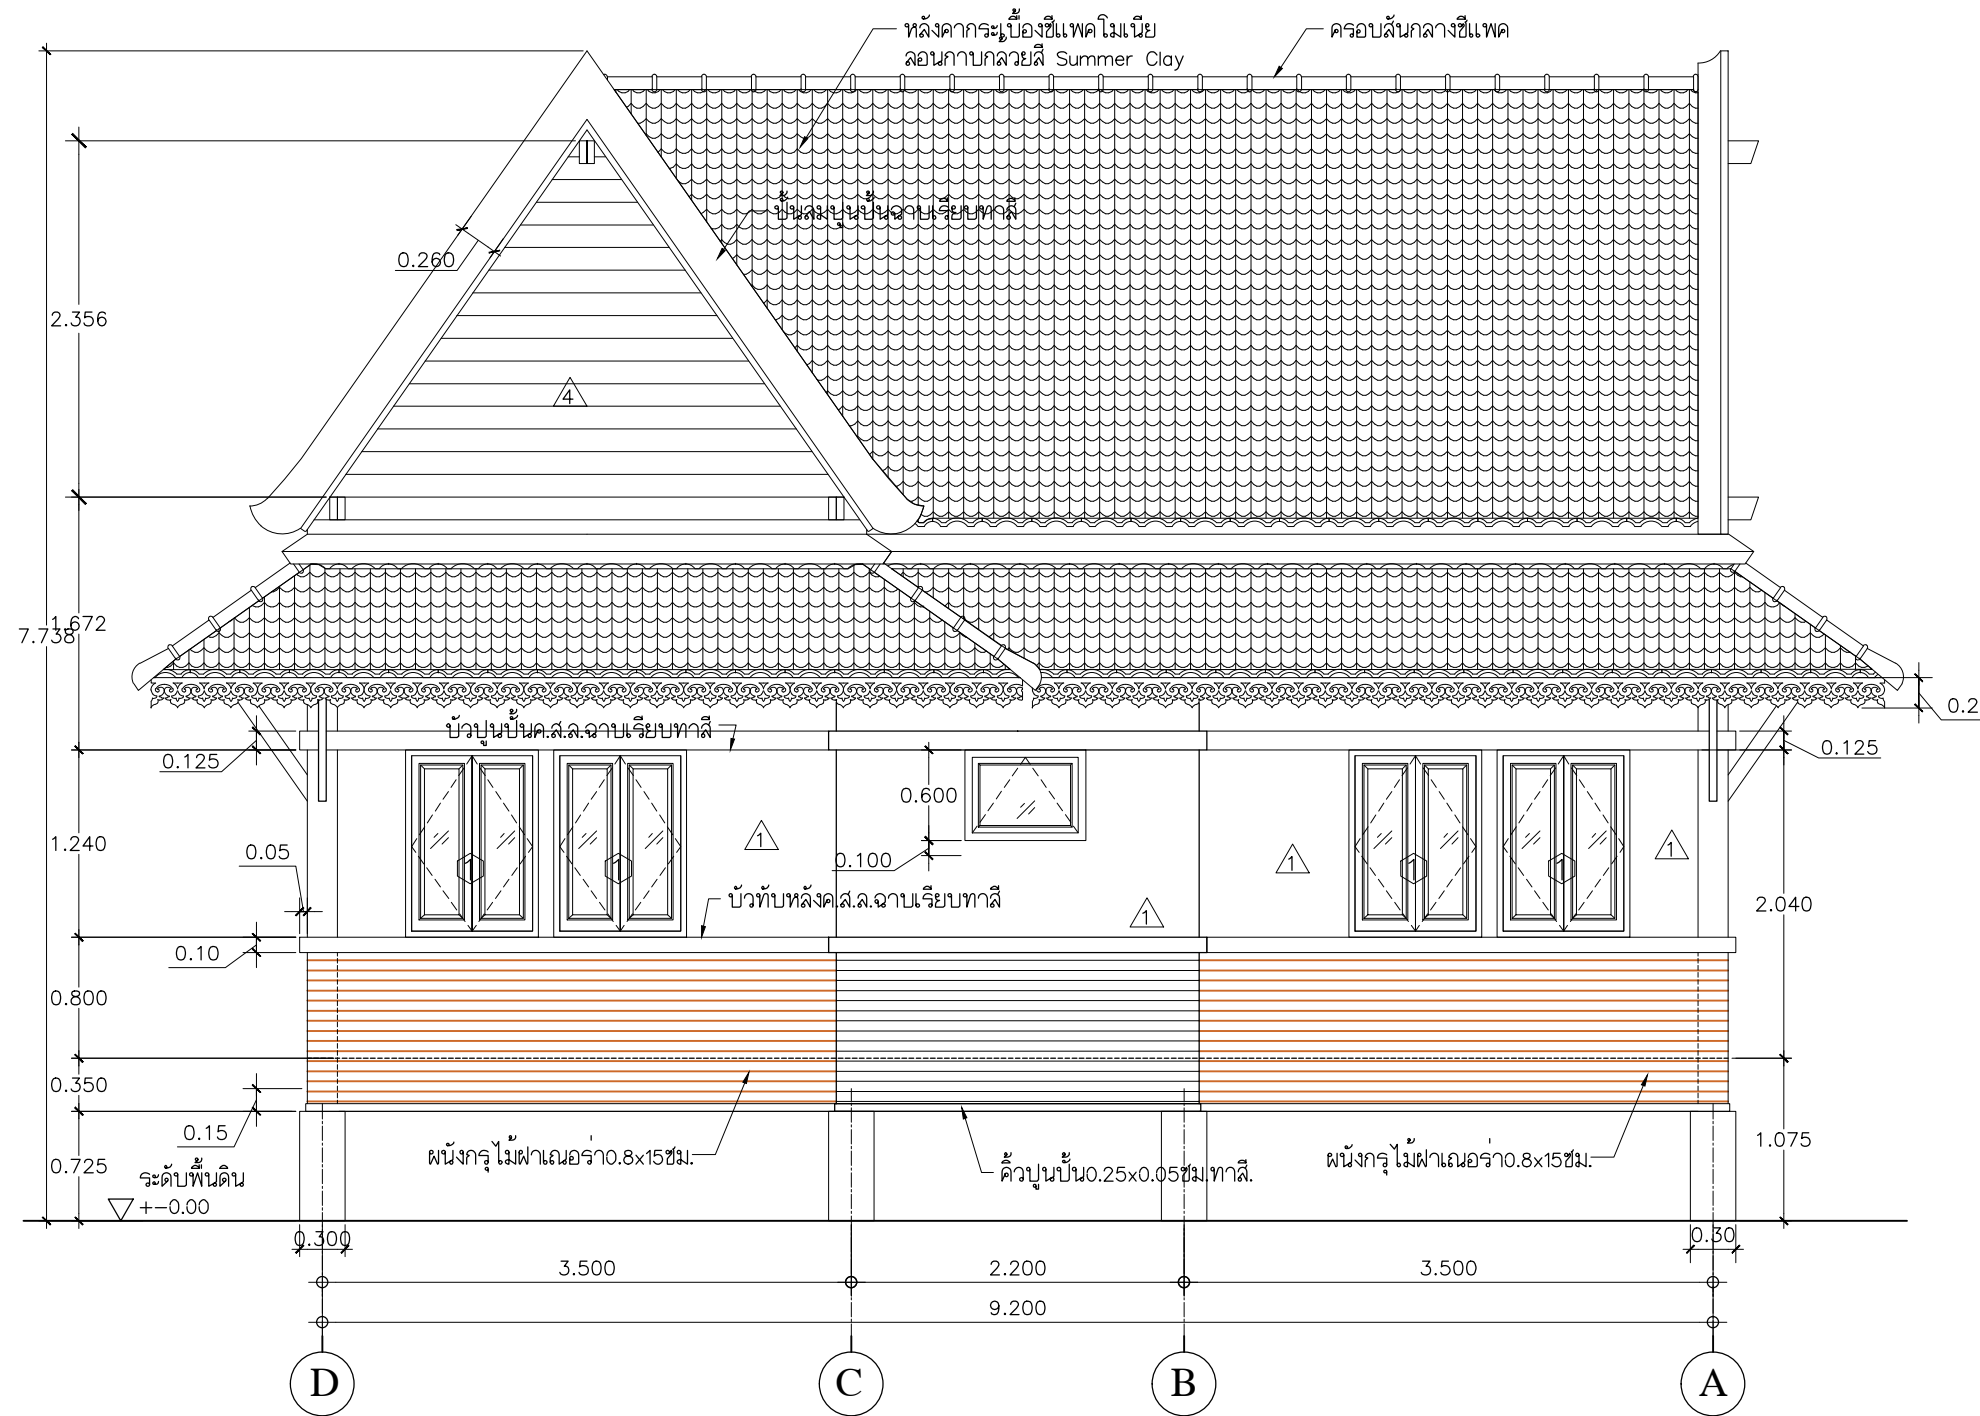 หลังคากระเบื้องซีแพคโมเนีย
ลอนกาบกล้วยสี Summer Clay
ครอบสันกลางซีแพค
ปั้นลมปูนปั้นฉาบเรียบทาสี
0.260
2.356
4
1.672
7.738
0.2
บัวปูนปั้นค.ส.ล.ฉาบเรียบทาสี
0.125
0.125
0.600
1.240
1
1
1
0.05
0.100
1
1
1
1
บัวทับหลังค.ส.ล.ฉาบเรียบทาสี
2.040
1
0.10
0.800
0.350
0.15
1.075
ผนังกรุไม้ฝาเฌอร่า0.8x15ซม.
ผนังกรุไม้ฝาเฌอร่า0.8x15ซม.
0.725
ระดับพื้นดิน
คิ้วปูนปั้น0.25x0.05ซม.ทาสี.
+-0.00
0.300
0.30
3.500
2.200
3.500
9.200
D
C
B
A